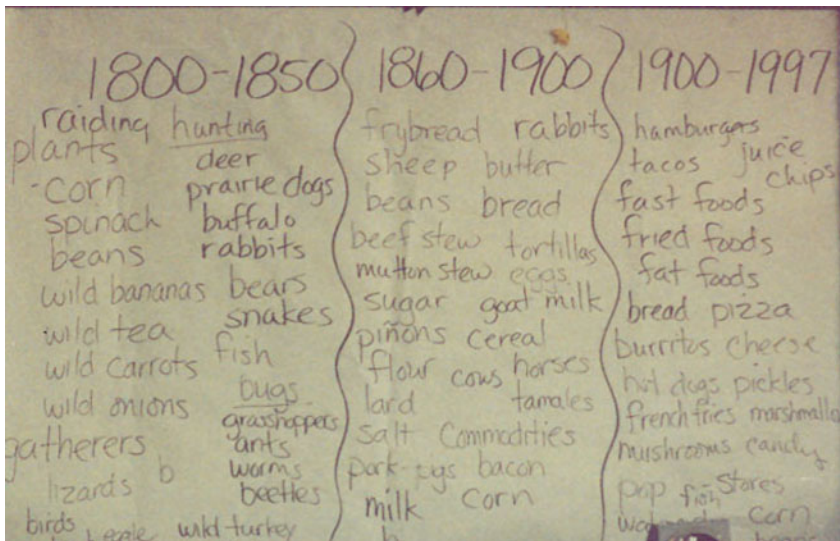 1800-1850
raiding hunting
plants deer
-corn prairie dogs
spinach buffalo
beans rabbits
wild bananas bears
wild tea snakes
wild carrots fish
bugs
wild onions grasshoppers
gatherers ants
lizards b worms
beetles
birds wild turkey
1860-1900
frybread rabbits
sheep butter
beans bread
beef stew tortillas
mutton stew eggs
sugar goat milk
piñons cereal
flour cows horses
lard tamales
salt commodities
bacon
milk corn
1900-1997
hamburgers
tacos juice
chips
fast foods
fried foods
fat foods
bread pizza
burritos cheese
hot dogs pickles
french fries marshmallo
mushrooms candy
pop fish stores
corn